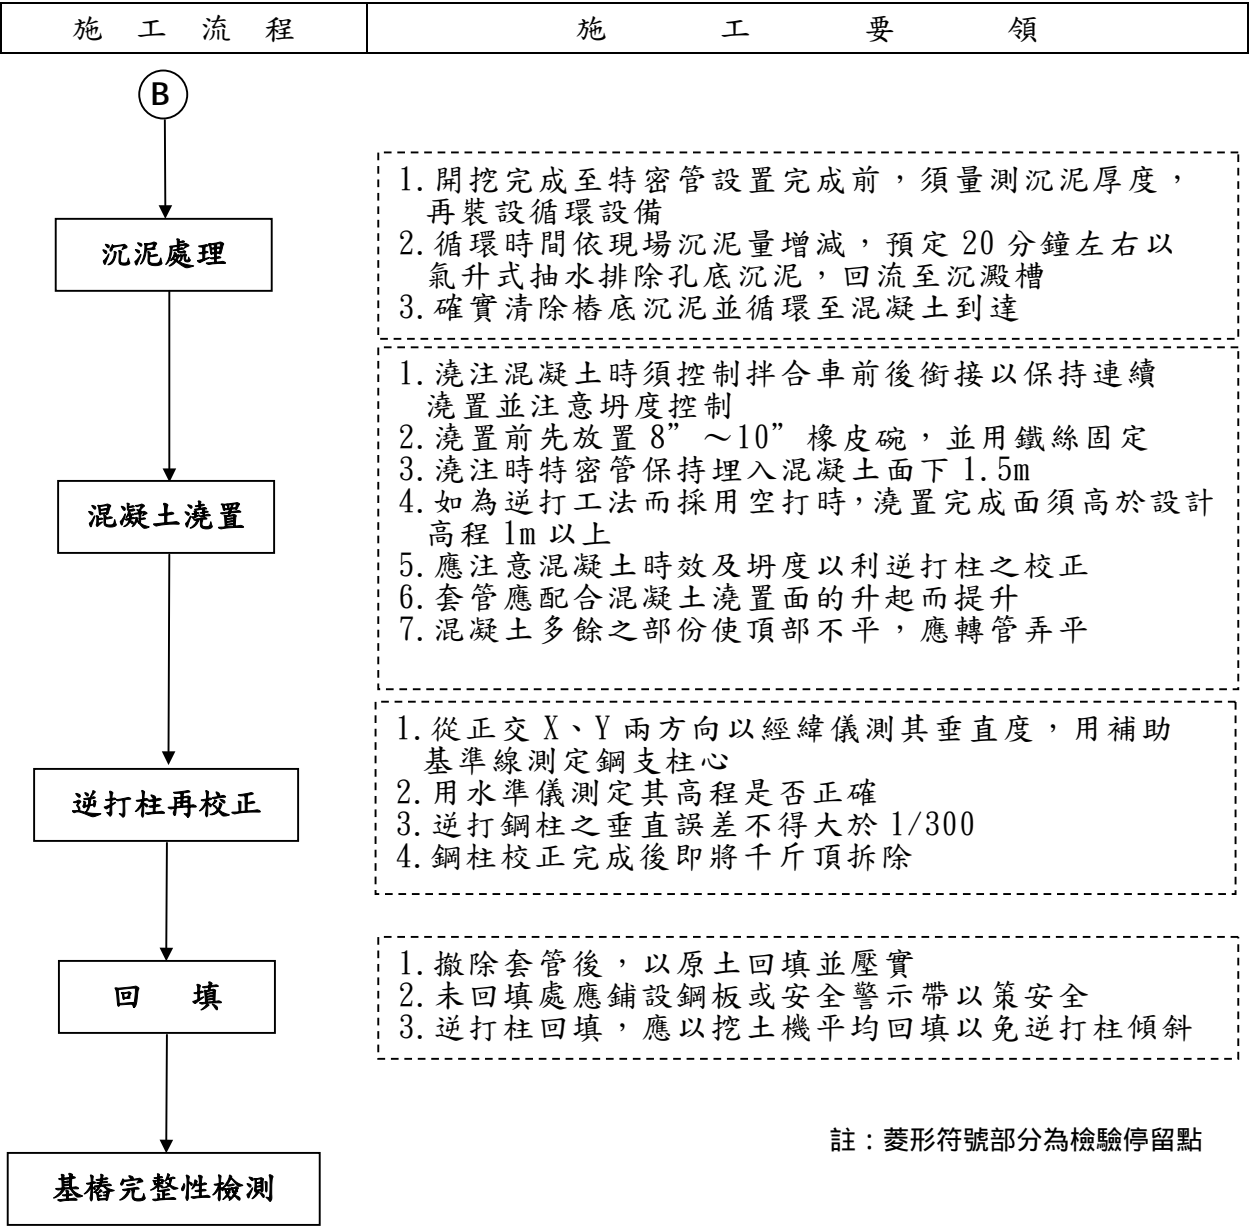 施工流程
施工要領
B
沉泥處理
1.開挖完成至特密管設置完成前，須量測沉泥厚度，
再裝設循環設備
2.循環時間依現場沉泥量增減，預定20分鐘左右以
氣升式抽水排除孔底沉泥，回流至沉澱槽
3.確實清除樁底沉泥並循環至混凝土到達
混凝土澆置
1.澆注混凝土時須控制拌合車前後銜接以保持連續
澆置並注意坍度控制
2.澆置前先放置8”～10”橡皮碗，並用鐵絲固定
3.澆注時特密管保持埋入混凝土面下1.5m
4.如為逆打工法而採用空打時，澆置完成面須高於設計
高程1m以上
5.應注意混凝土時效及坍度以利逆打柱之校正
6.套管應配合混凝土澆置面的升起而提升
7.混凝土多餘之部份使頂部不平，應轉管弄平
逆打柱再校正
1.從正交X、Y兩方向以經緯儀測其垂直度，用補助
基準線測定鋼支柱心
2.用水準儀測定其高程是否正確
3.逆打鋼柱之垂直誤差不得大於1/300
4.鋼柱校正完成後即將千斤頂拆除
回填
1.撤除套管後，以原土回填並壓實
2.未回填處應鋪設鋼板或安全警示帶以策安全
3.逆打柱回填，應以挖土機平均回填以免逆打柱傾斜
註：菱形符號部分為檢驗停留點
基樁完整性檢測